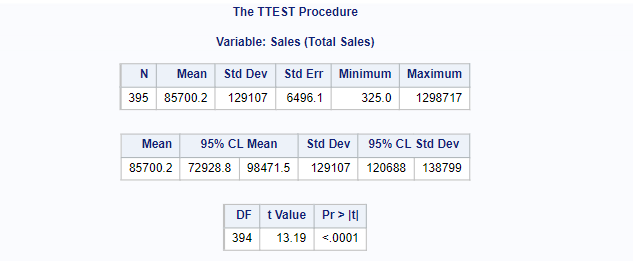 The TTEST Procedure
Variable: Sales (Total Sales)
N Mean Std Dev Std Err Minimum Maximum
395 85700.2 129107 6496.1 325.0 1298717
Mean 95% CL Mean Std Dev 95% CL Std Dev
85700.2 72928.8 98471.5 129107 120688 138799
DF t Value Pr > |t|
394 13.19 <.0001